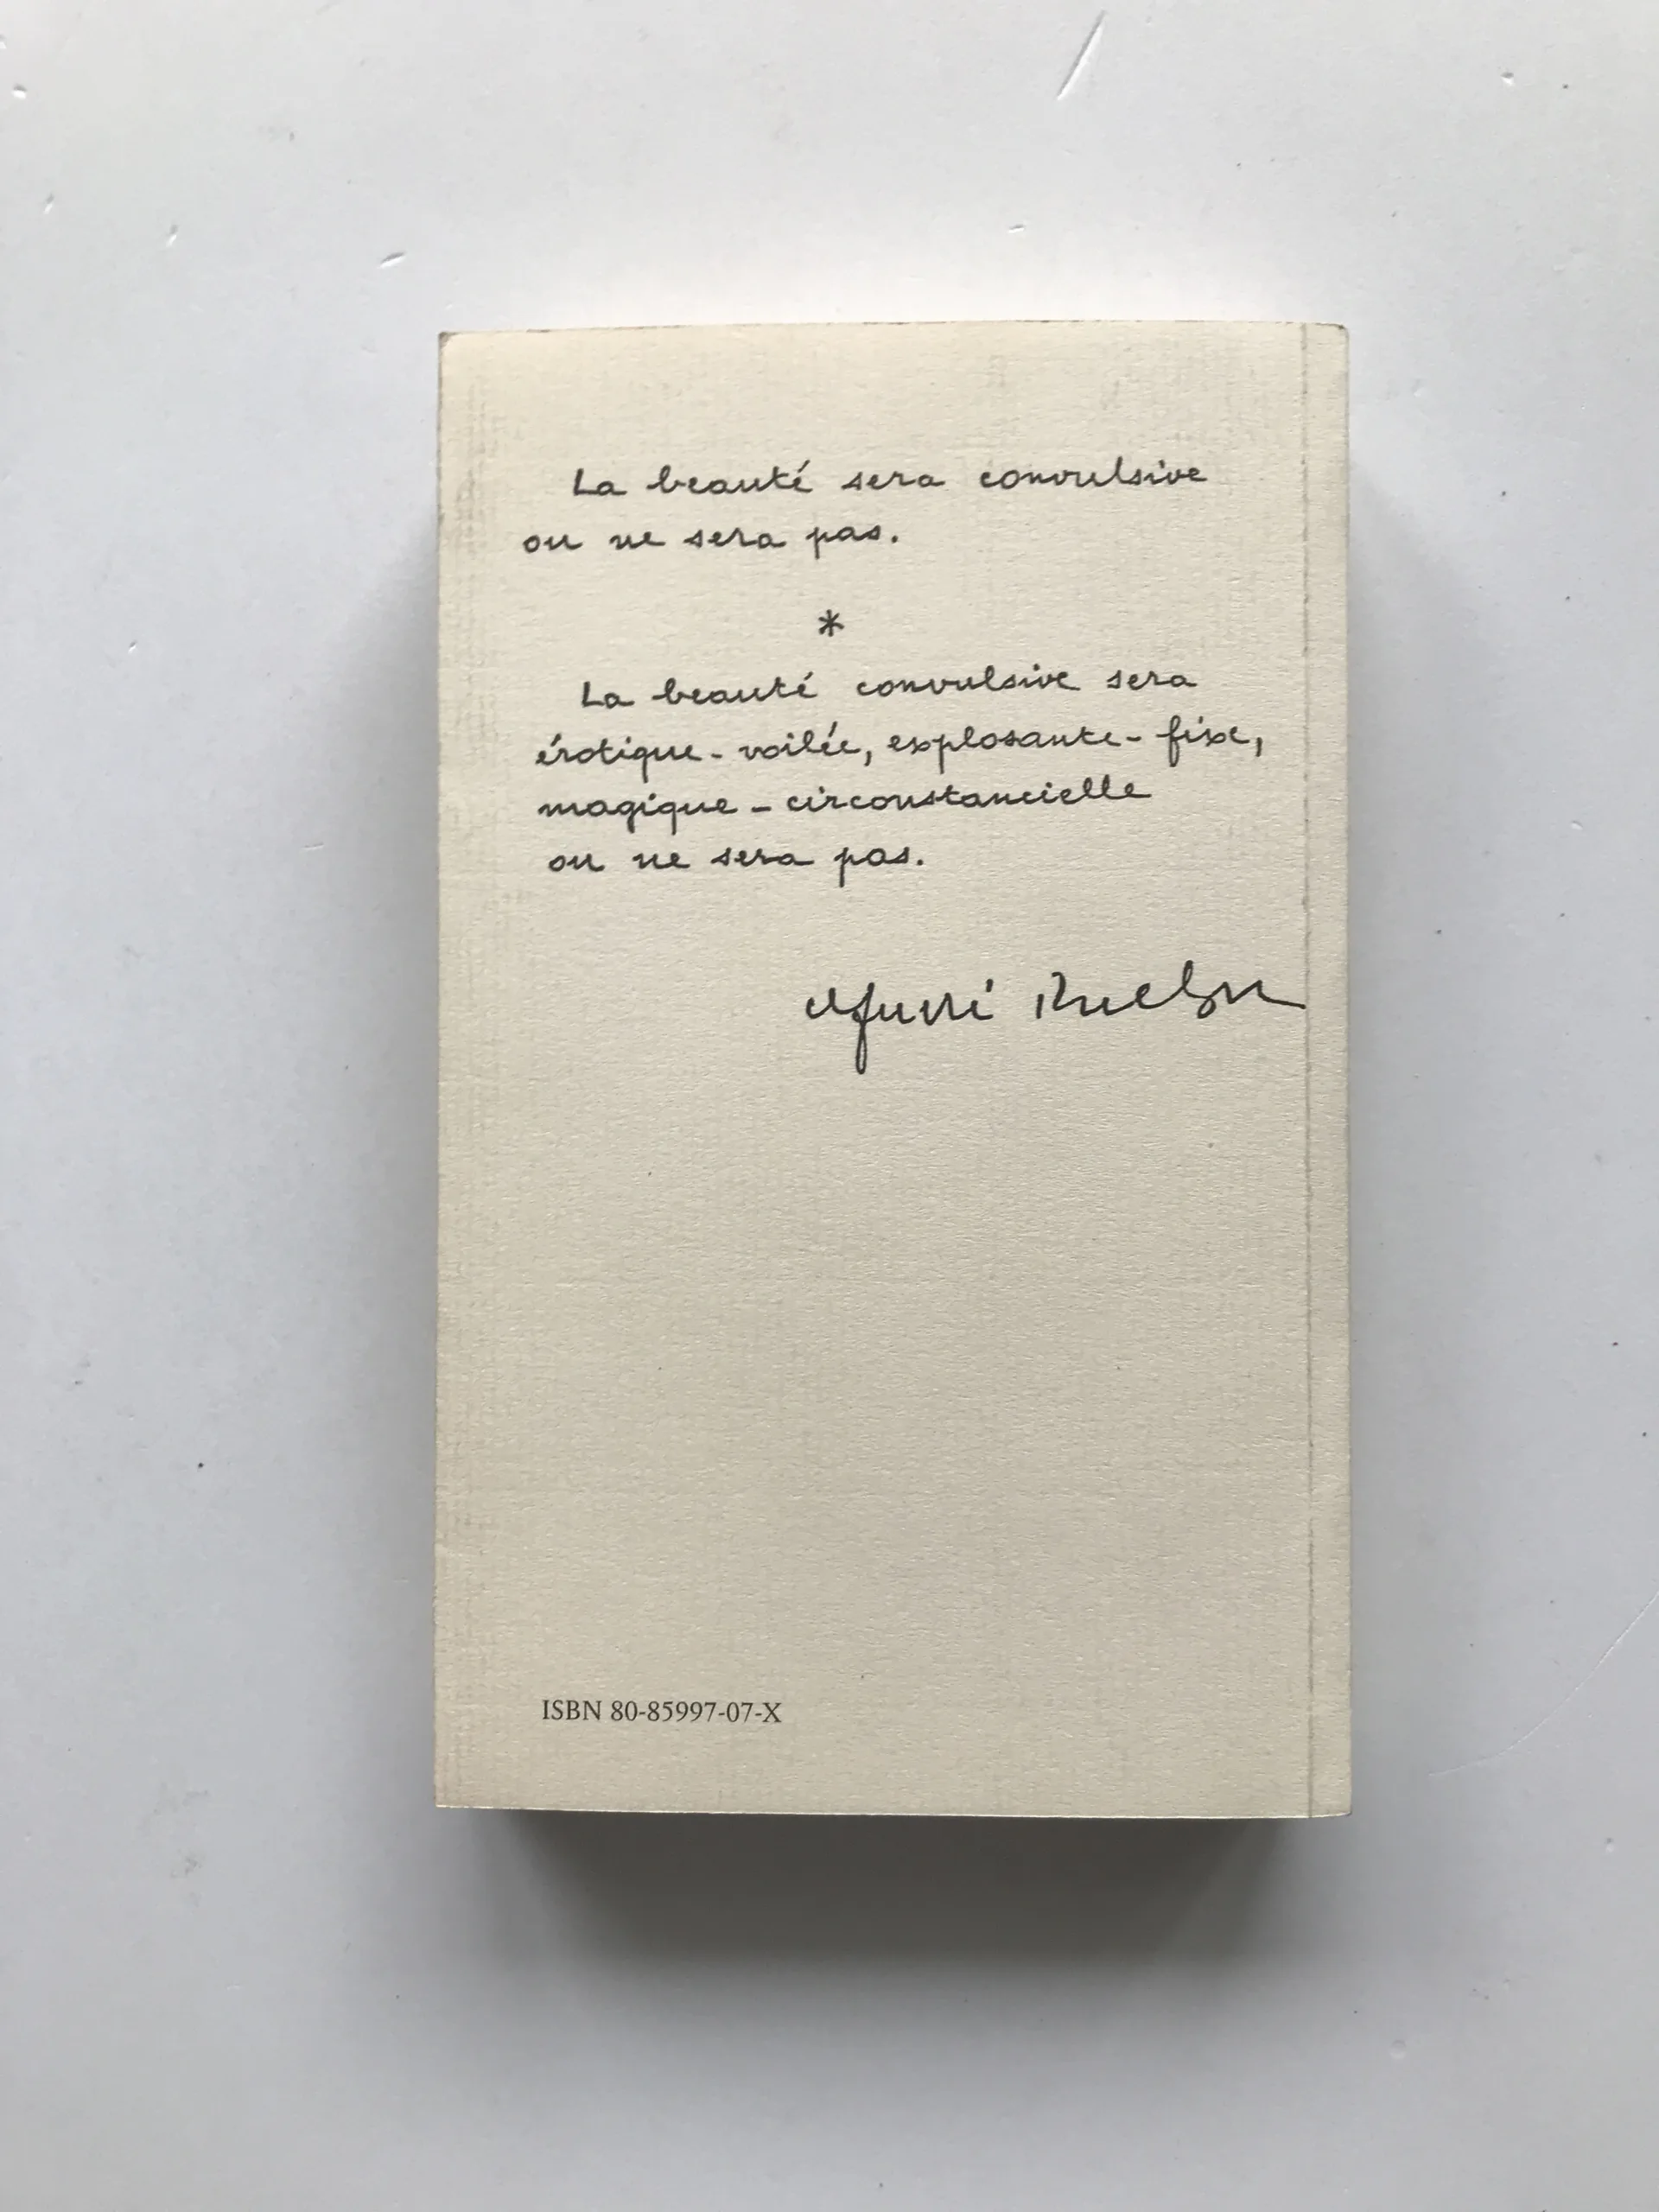 La beauté sera convulsive
ou ne sera pas.
*
La beauté convulsive sera
érotique-voilée, explosante-fixe,
magique-circonstancielle
ou ne sera pas.
ISBN 80-85997-07-X